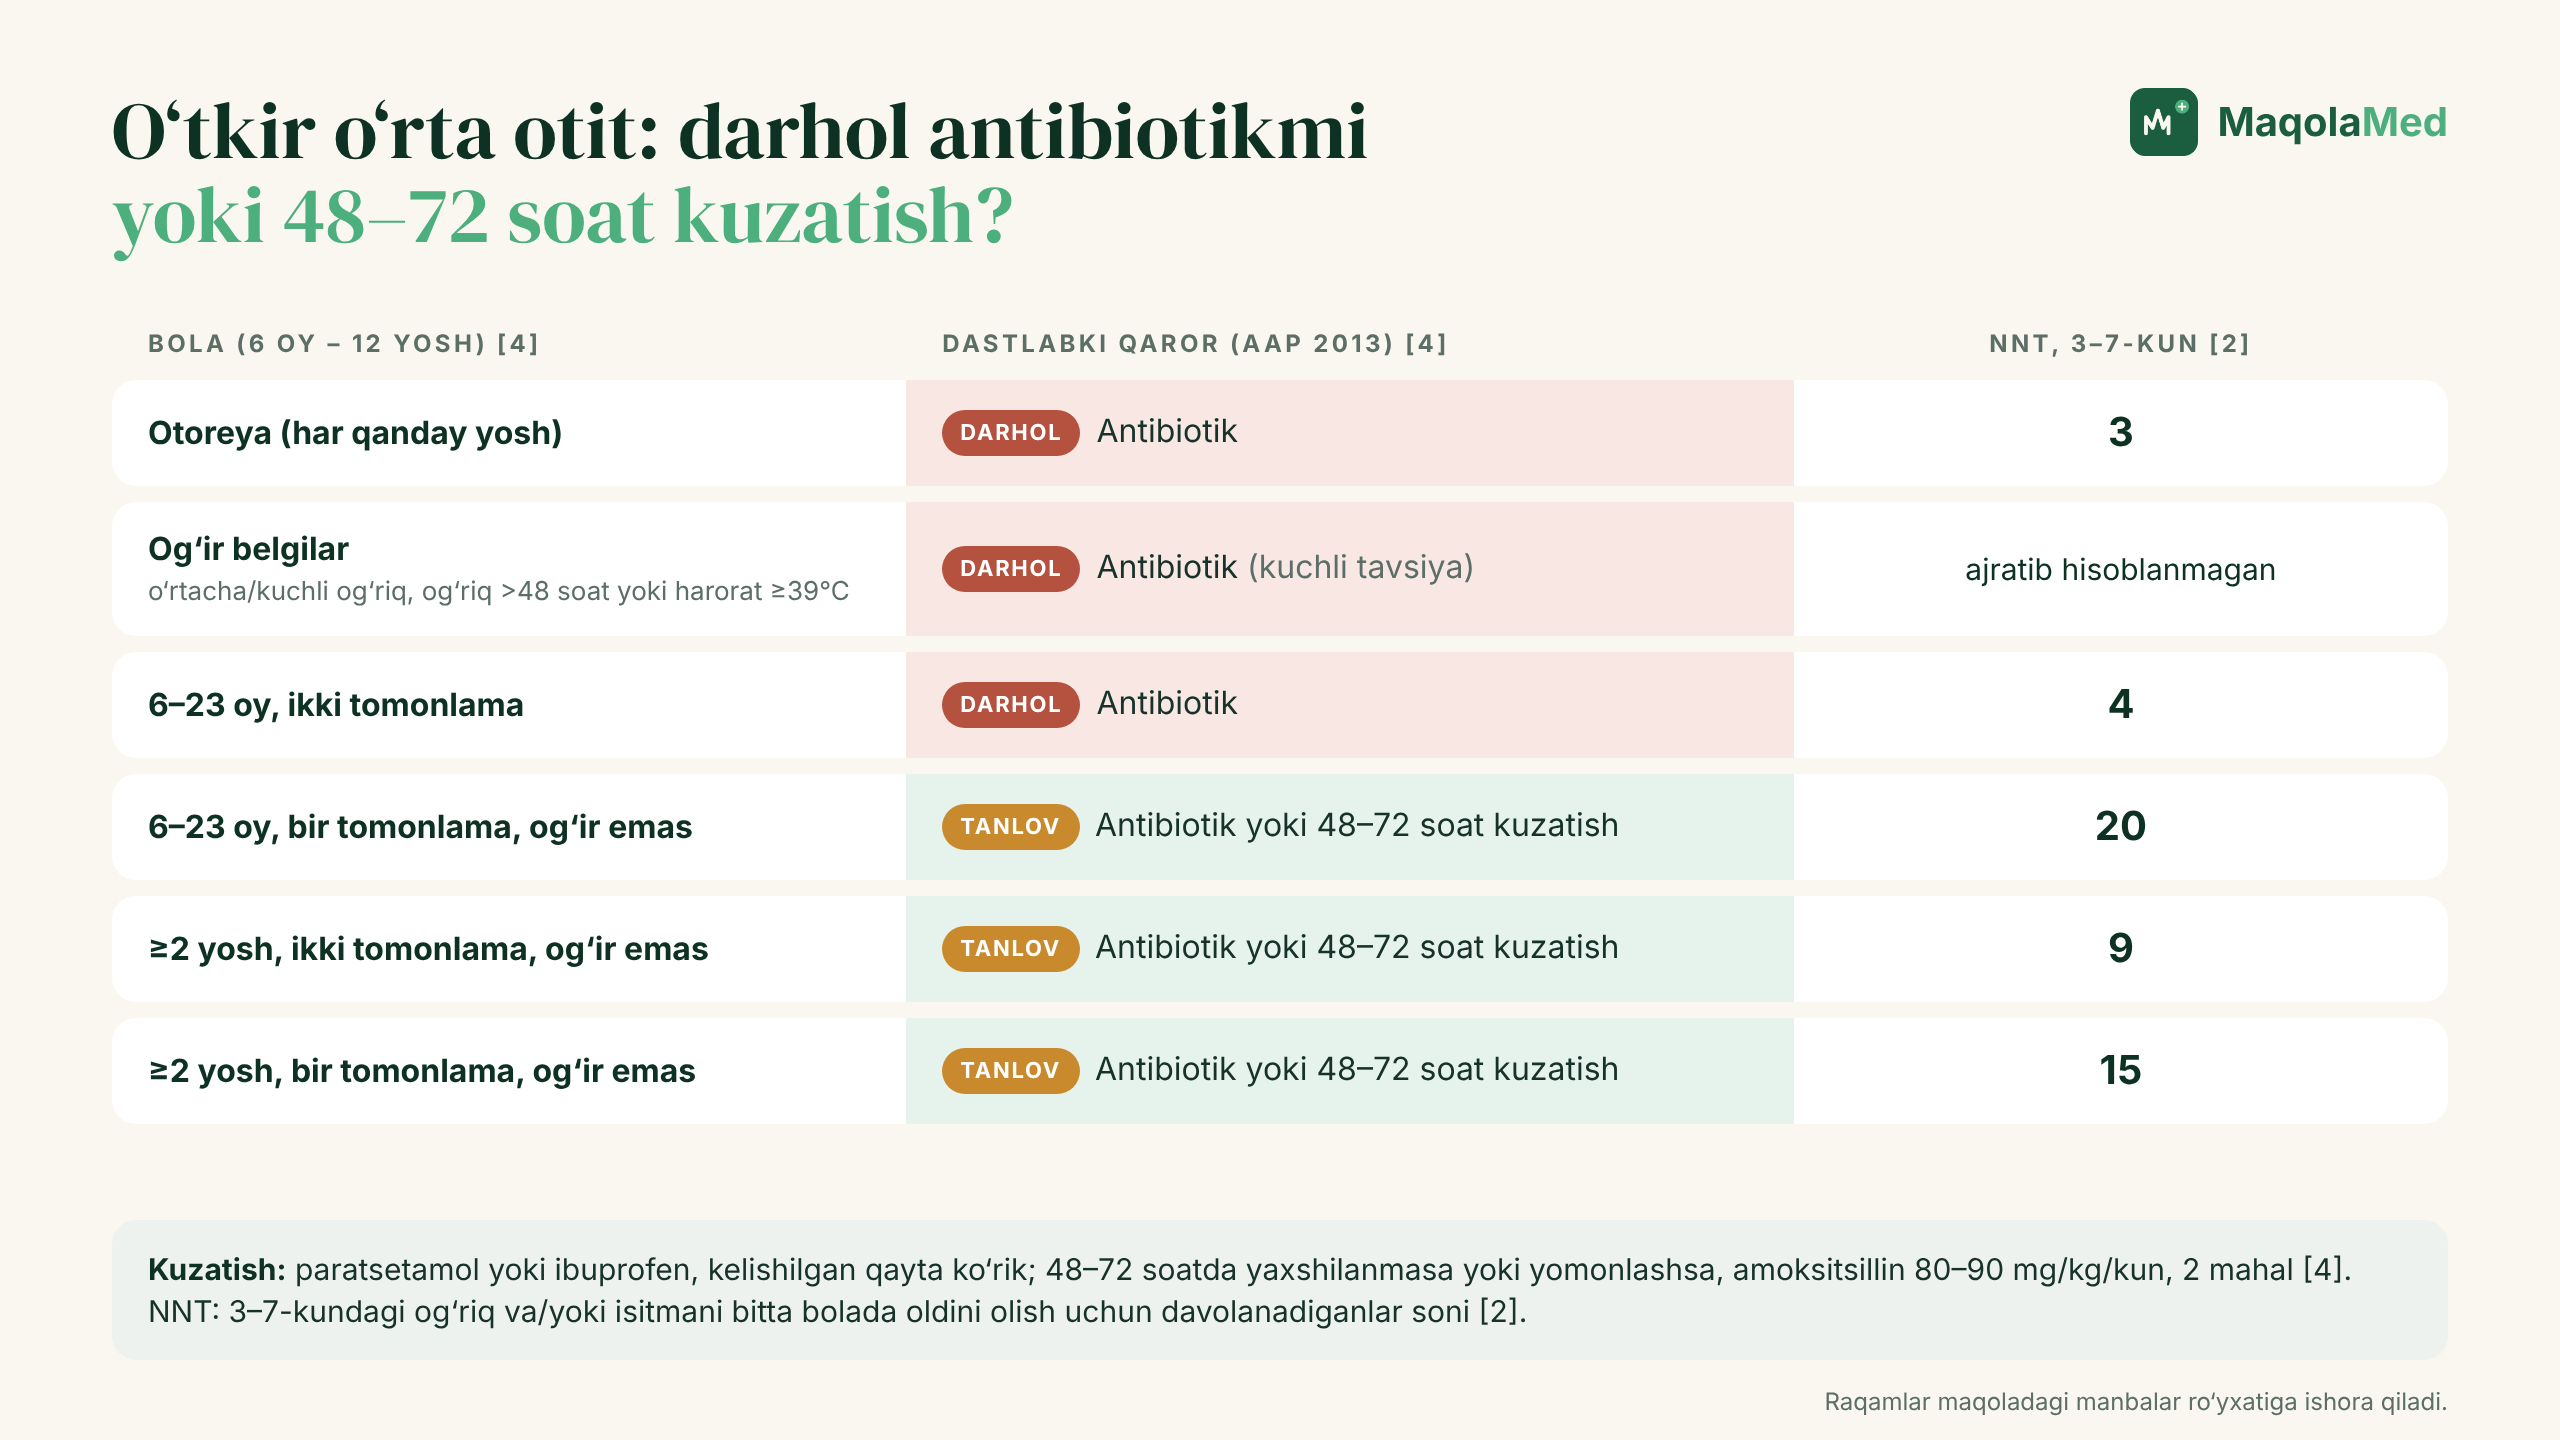 O‘tkir o‘rta otit: darhol antibiotikmi
yoki 48–72 soat kuzatish?
MaqolaMed
BOLA (6 OY – 12 YOSH) [4]
DASTLABKI QAROR (AAP 2013) [4]
NNT, 3–7-KUN [2]
Otoreya (har qanday yosh)
DARHOL Antibiotik
3
Og‘ir belgilar
o‘rtacha/kuchli og‘riq, og‘riq >48 soat yoki harorat ≥39°C
DARHOL Antibiotik (kuchli tavsiya)
ajratib hisoblanmagan
6–23 oy, ikki tomonlama
DARHOL Antibiotik
4
6–23 oy, bir tomonlama, og‘ir emas
TANLOV Antibiotik yoki 48–72 soat kuzatish
20
≥2 yosh, ikki tomonlama, og‘ir emas
TANLOV Antibiotik yoki 48–72 soat kuzatish
9
≥2 yosh, bir tomonlama, og‘ir emas
TANLOV Antibiotik yoki 48–72 soat kuzatish
15
Kuzatish: paratsetamol yoki ibuprofen, kelishilgan qayta ko‘rik; 48–72 soatda yaxshilanmasa yoki yomonlashsa, amoksitsillin 80–90 mg/kg/kun, 2 mahal [4].
NNT: 3–7-kundagi og‘riq va/yoki isitmani bitta bolada oldini olish uchun davolanadiganlar soni [2].
Raqamlar maqoladagi manbalar ro‘yxatiga ishora qiladi.